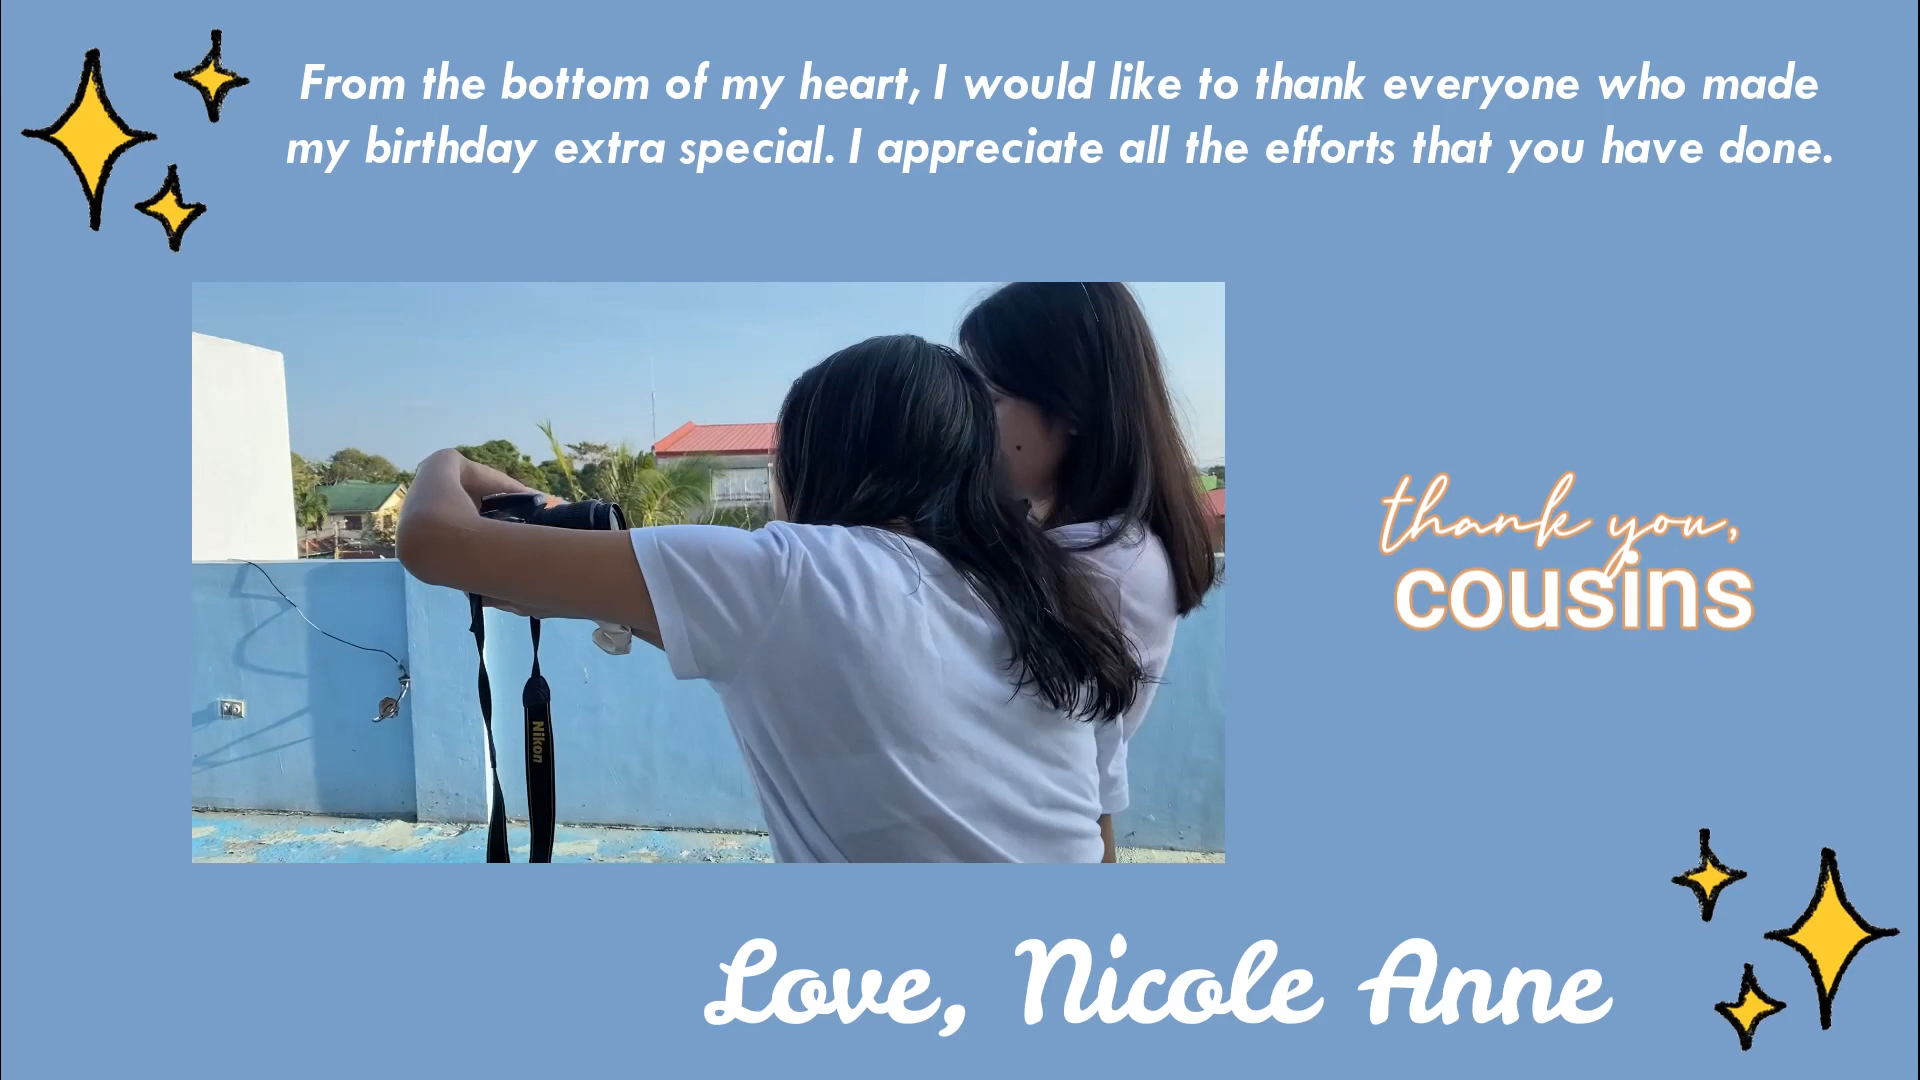 From the bottom of my heart, I would like to thank everyone who made
my birthday extra special. I appreciate all the efforts that you have done.
thank you,
cousins
Nikon
Love, Nicole Anne